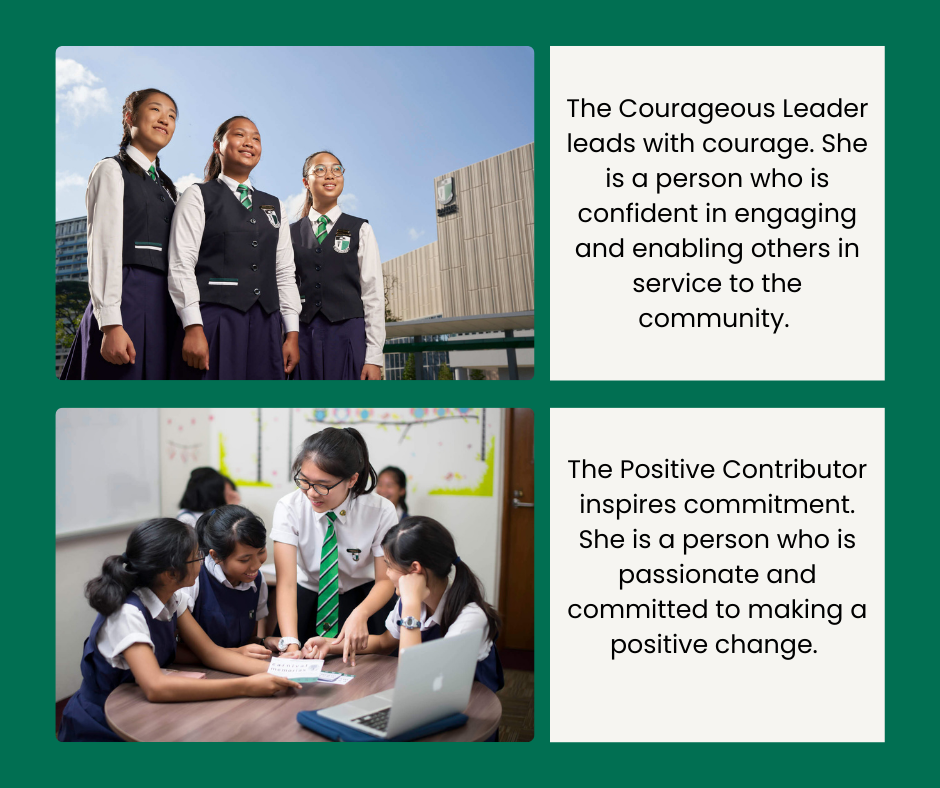 The Courageous Leader
leads with courage. She
is a person who is
confident in engaging
and enabling others in
service to the
community.
The Positive Contributor
inspires commitment.
She is a person who is
passionate and
committed to making a
positive change.